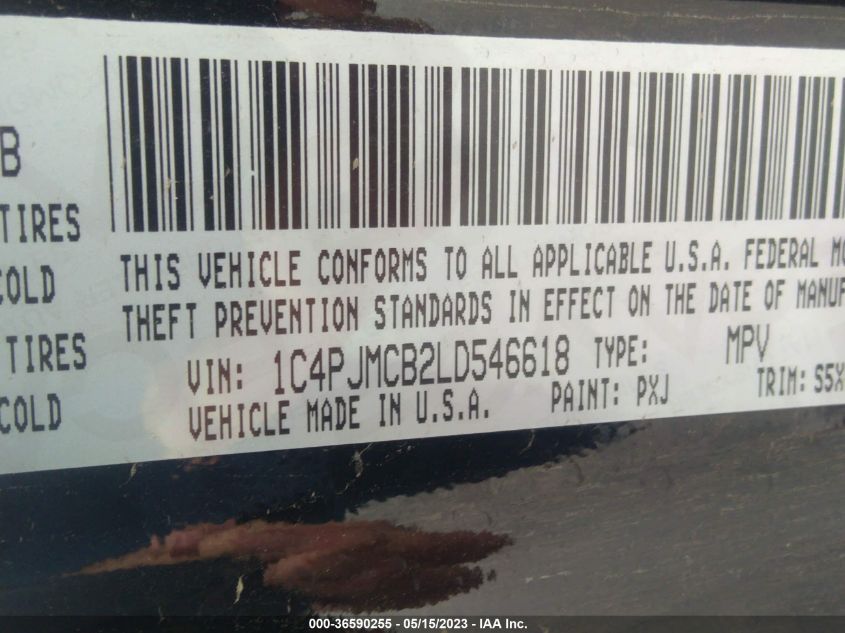 B
TIRES
COLD
TIRES
COLD
THIS VEHICLE CONFORMS TO ALL APPLICABLE U.S.A. FEDERAL
THEFT PREVENTION STANDARDS IN EFFECT ON THE DATE OF MANUF
VIN: 1C4PJMCB2LD546618 TYPE: MPV
VEHICLE MADE IN U.S.A. PAINT: PXJ TRIM: S5X
000-36590255 - 05/15/2023 - IAA Inc.